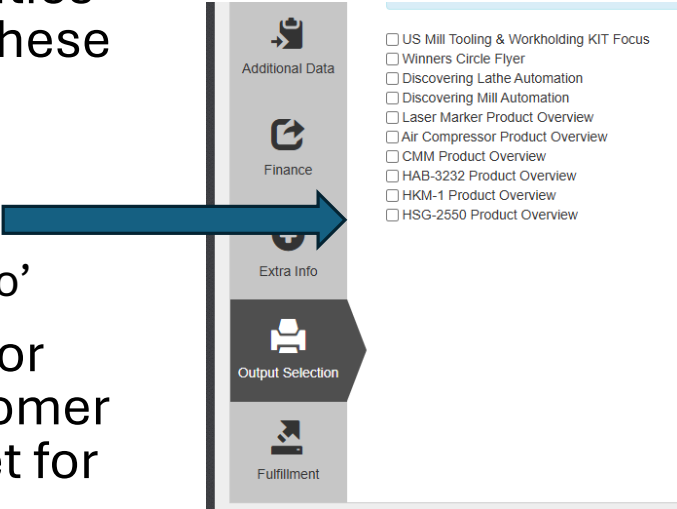 hese
o’
or
omer
t for
Additional Data
Finance
Extra Info
Output Selection
Fulfillment
US Mill Tooling & Workholding KIT Focus
Winners Circle Flyer
Discovering Lathe Automation
Discovering Mill Automation
Laser Marker Product Overview
Air Compressor Product Overview
CMM Product Overview
HAB-3232 Product Overview
HKM-1 Product Overview
HSG-2550 Product Overview